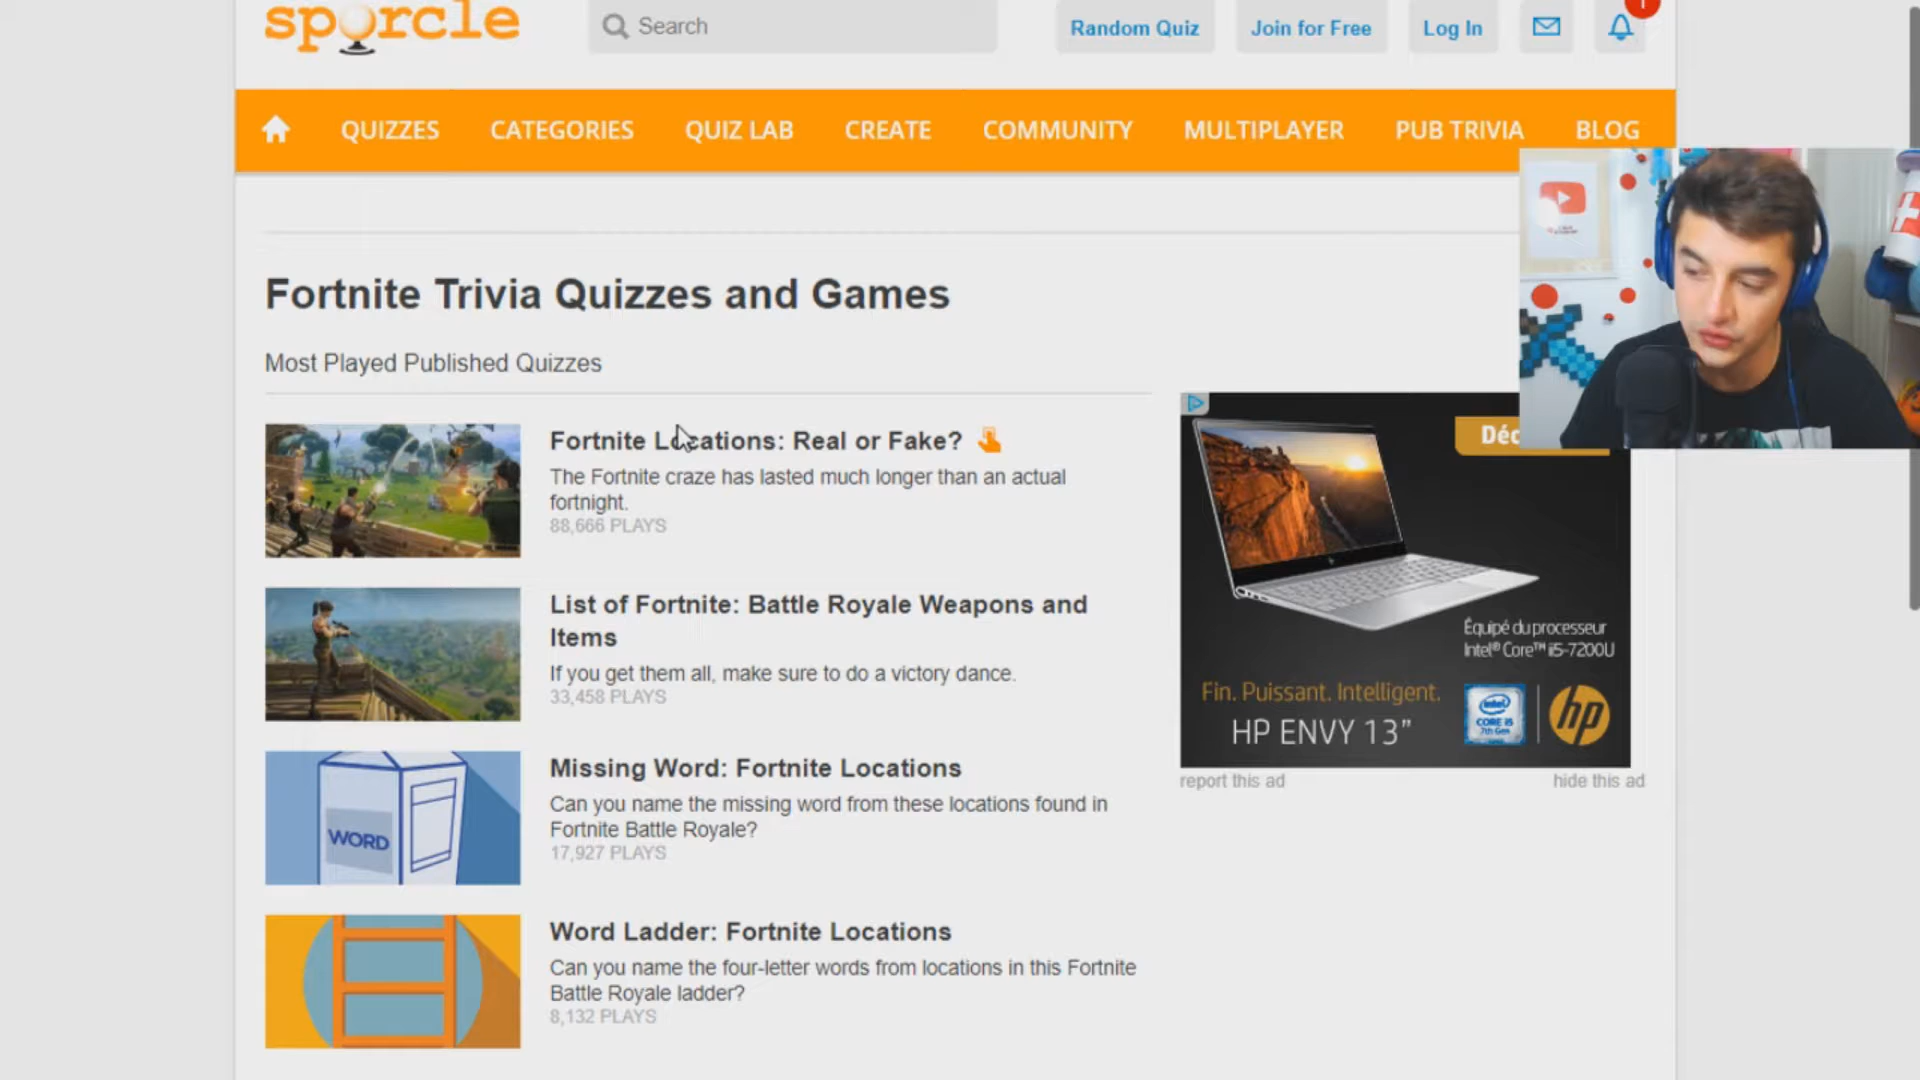 sporcle
Search
Random Quiz
Join for Free
Log In
1
QUIZZES
CATEGORIES
QUIZ LAB
CREATE
COMMUNITY
MULTIPLAYER
PUB TRIVIA
BLOG
Fortnite Trivia Quizzes and Games
Most Played Published Quizzes
Fortnite Locations: Real or Fake?
The Fortnite craze has lasted much longer than an actual
fortnight.
88,666 PLAYS
List of Fortnite: Battle Royale Weapons and
Items
If you get them all, make sure to do a victory dance.
33,458 PLAYS
WORD
Missing Word: Fortnite Locations
Can you name the missing word from these locations found in
Fortnite Battle Royale?
17,927 PLAYS
Word Ladder: Fortnite Locations
Can you name the four-letter words from locations in this Fortnite
Battle Royale ladder?
8,132 PLAYS
Déc
Équipé du processeur
Intel® Core™ i5-7200U
Fin. Puissant. Intelligent.
HP ENVY 13"
intel
CORE i5
7th Gen
hp
report this ad
hide this ad